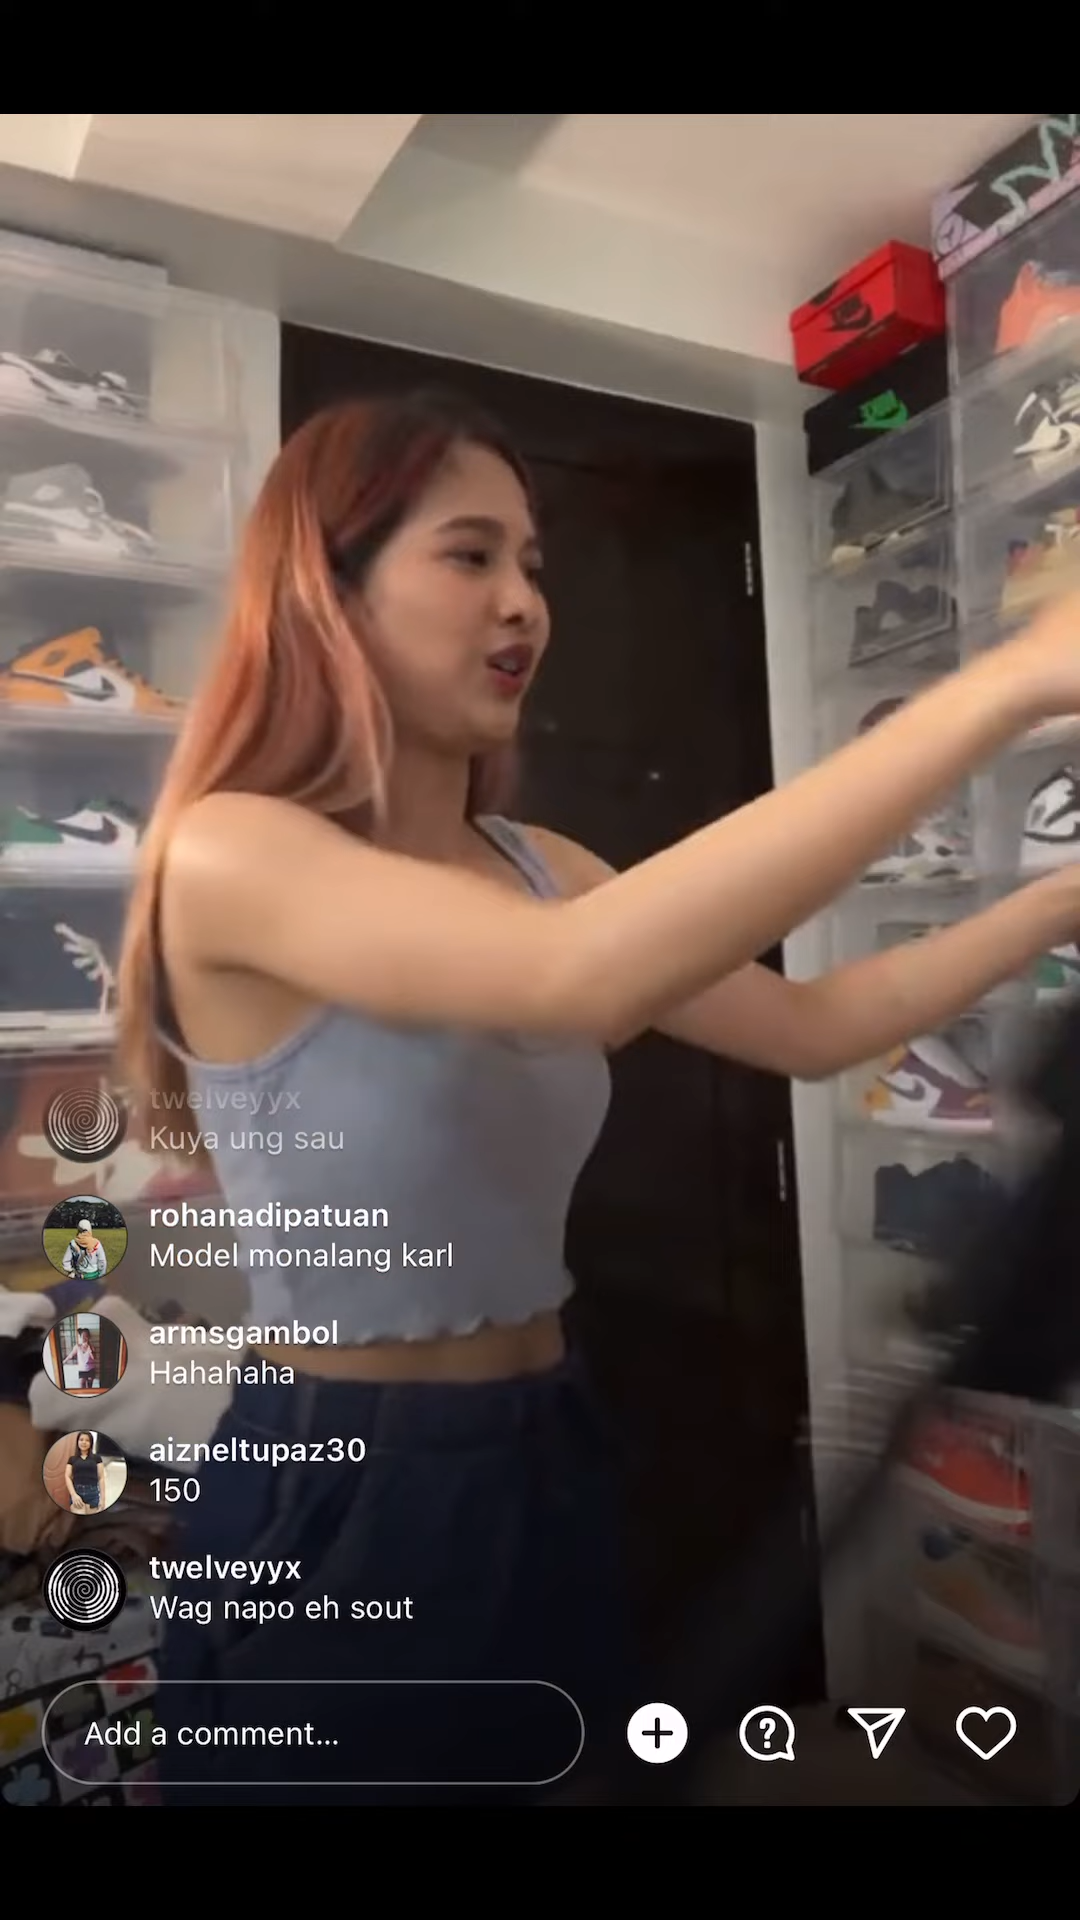 twelveyyx
Kuya ung sau
rohanadipatuan
Model monalang karl
armsgambol
Hahahaha
aizneltupaz30
150
twelveyyx
Wag napo eh sout
Add a comment...